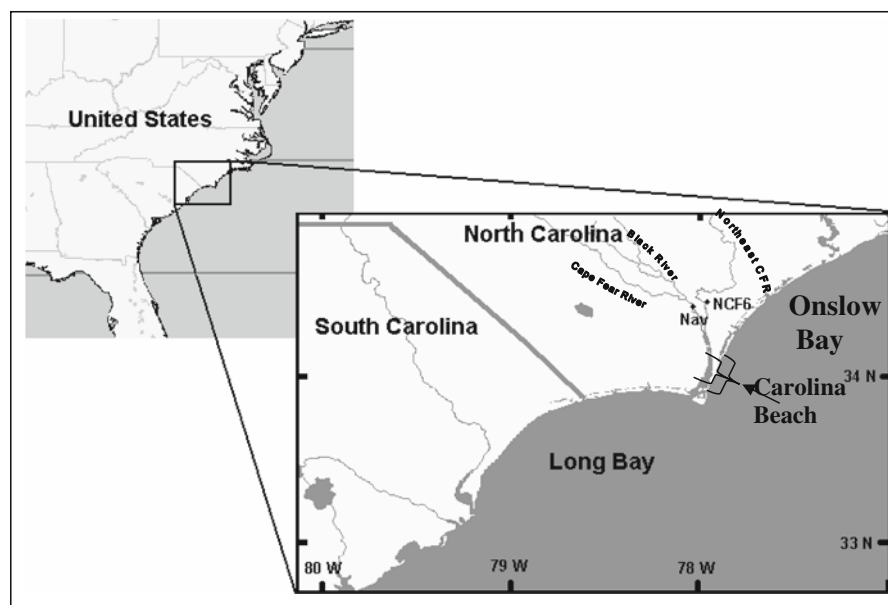 United States
North Carolina
Black River
Northeast CFR
Cape Fear River
NCF6
Nav
Onslow
Bay
South Carolina
34 N
Carolina
Beach
Long Bay
33 N
80 W
79 W
78 W